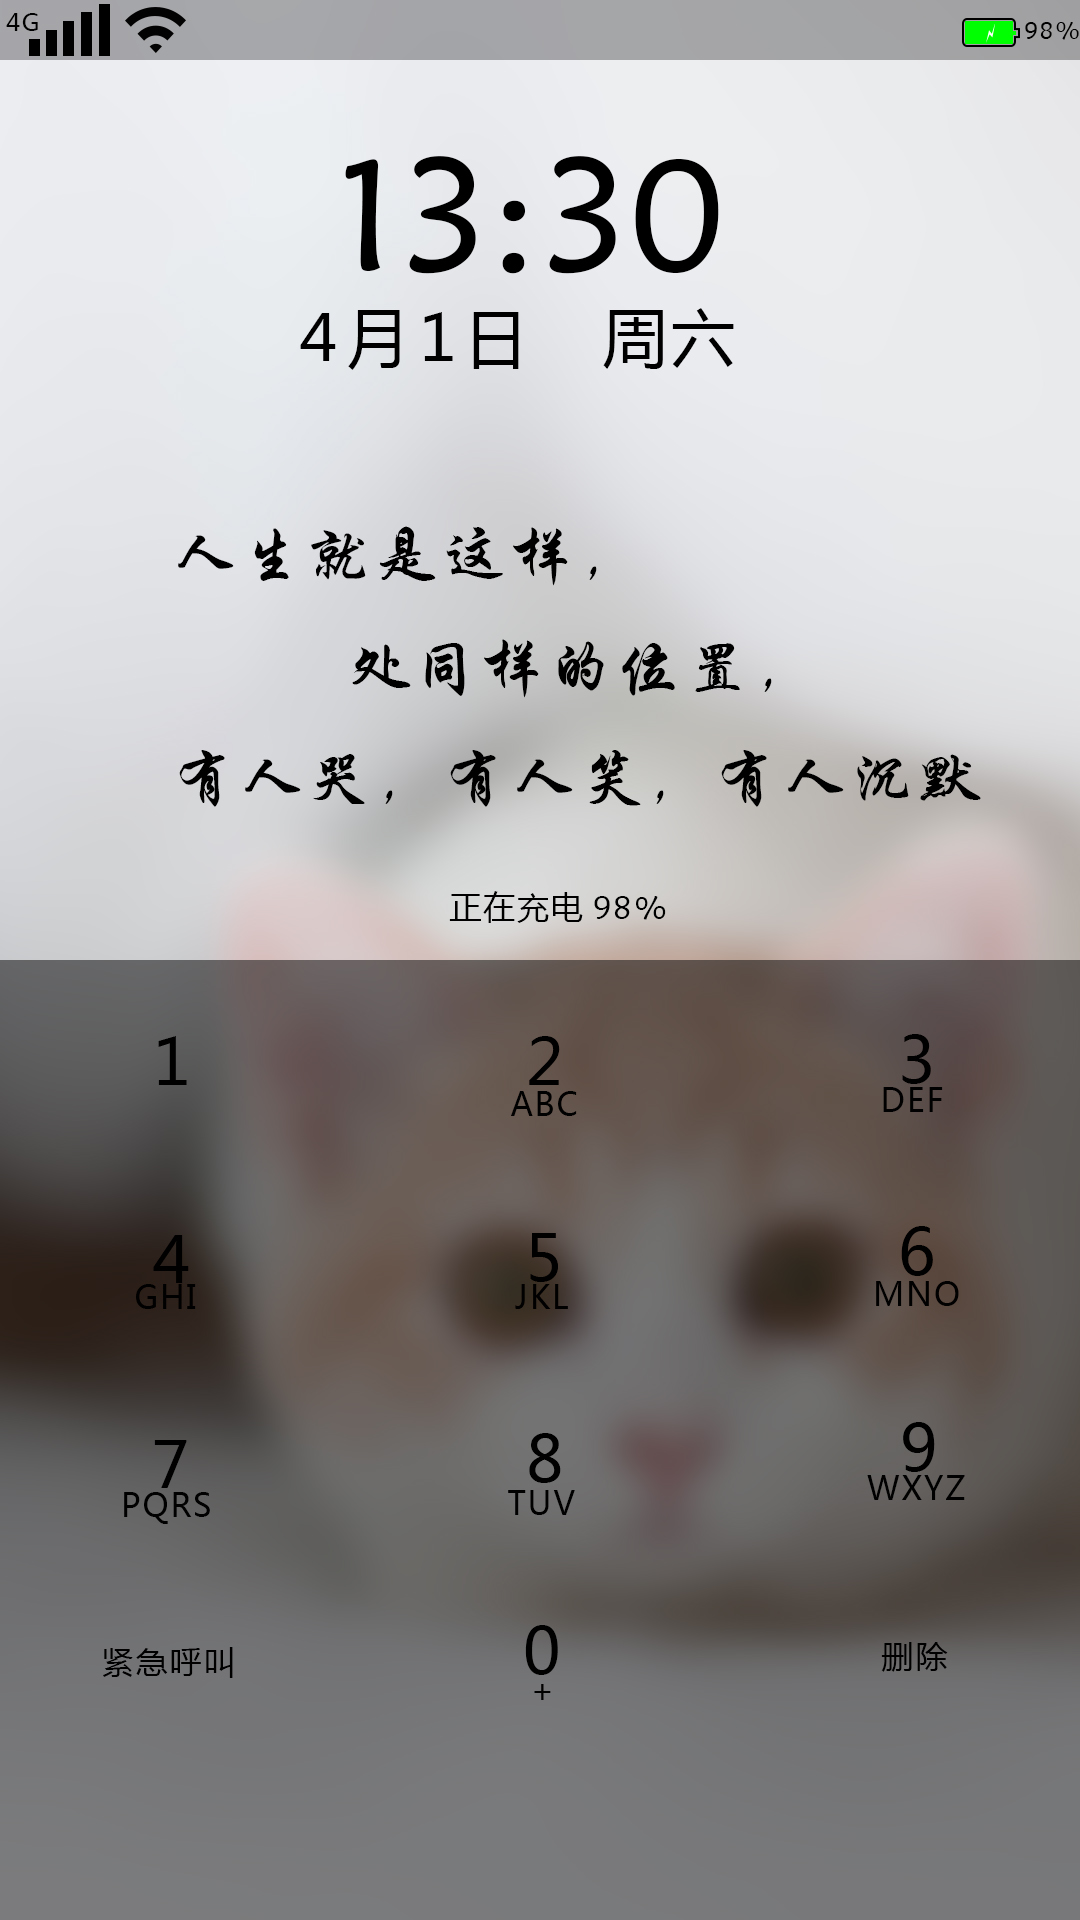 4G 98%
13:30
4月1日 周六
人生就是这样，
处同样的位置，
有人哭，有人笑，有人沉默
正在充电 98%
1 2 3
ABC DEF
4 5 6
GHI JKL MNO
7 8 9
PQRS TUV WXYZ
紧急呼叫 0 删除
+